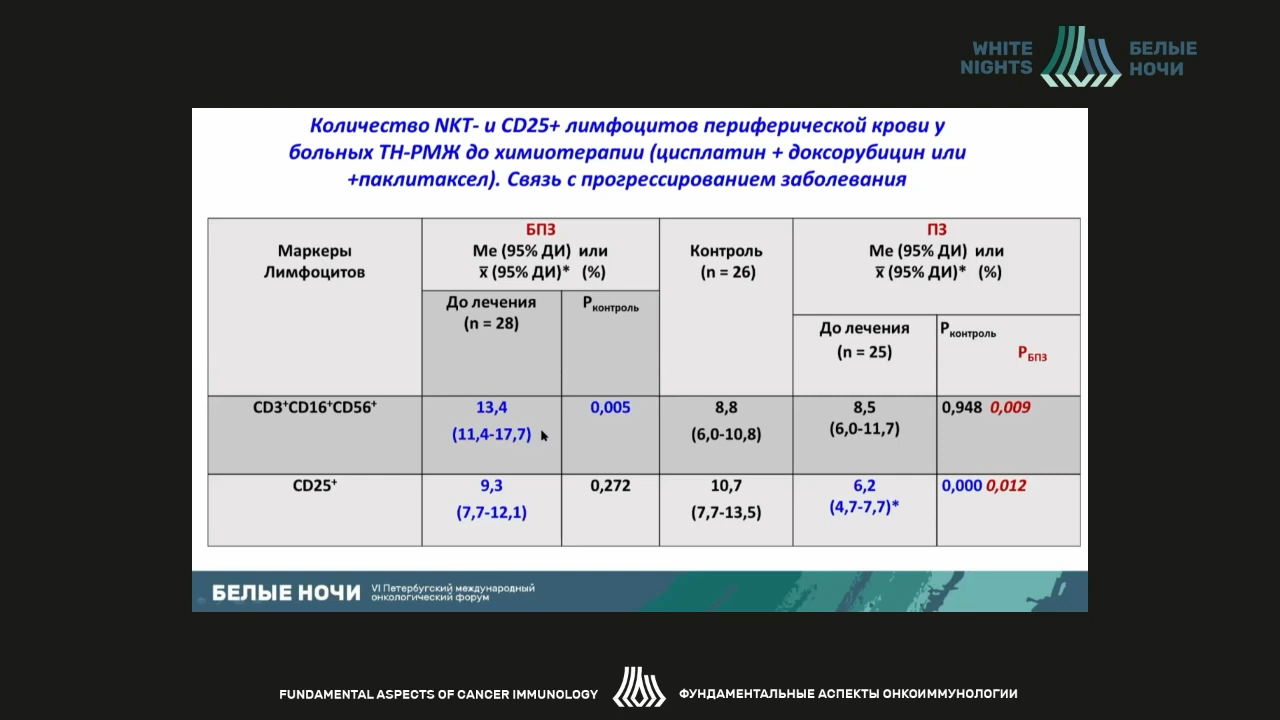 WHITE
NIGHTS
БЕЛЫЕ
НОЧИ
Количество NKT- и CD25+ лимфоцитов периферической крови у
больных ТН-РМЖ до химиотерапии (цисплатин + доксорубицин или
+паклитаксел). Связь с прогрессированием заболевания
Маркеры
Лимфоцитов
БПЗ
Me (95% ДИ) или
x̅ (95% ДИ)* (%)
Контроль
(n = 26)
ПЗ
Me (95% ДИ) или
x̅ (95% ДИ)* (%)
До лечения
(n = 28)
Pконтроль
До лечения
(n = 25)
Pконтроль
PБПЗ
CD3⁺CD16⁺CD56⁺
13,4
(11,4-17,7)
0,005
8,8
(6,0-10,8)
8,5
(6,0-11,7)
0,948 0,009
CD25⁺
9,3
(7,7-12,1)
0,272
10,7
(7,7-13,5)
6,2
(4,7-7,7)*
0,000 0,012
БЕЛЫЕ НОЧИ
VI Петербургский международный
онкологический форум
FUNDAMENTAL ASPECTS OF CANCER IMMUNOLOGY
ФУНДАМЕНТАЛЬНЫЕ АСПЕКТЫ ОНКОИММУНОЛОГИИ